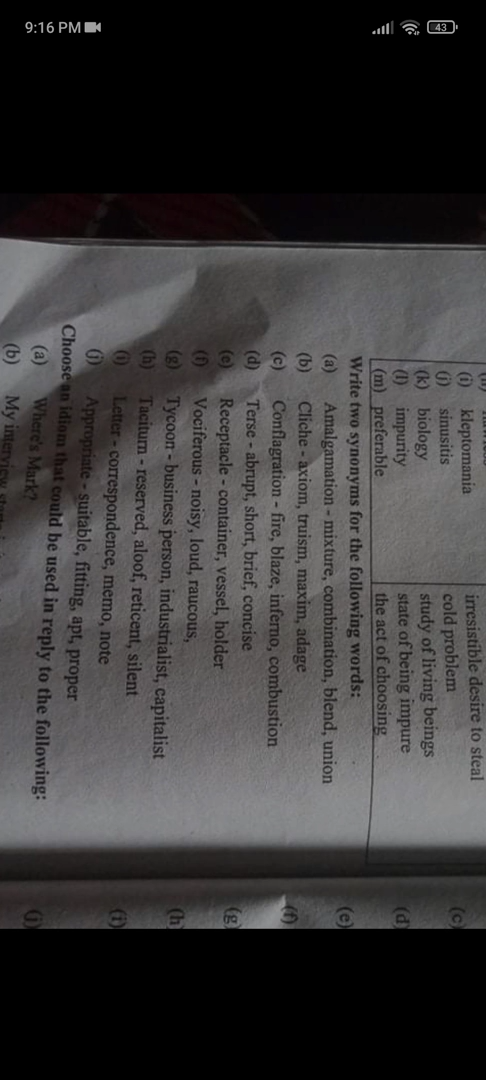 9:16 PM
43
(i) kleptomania irresistible desire to steal
(j) sinusitis cold problem
(k) biology study of living beings
(l) impurity state of being impure
(m) preferable the act of choosing
Write two synonyms for the following words:
(a) Amalgamation - mixture, combination, blend, union
(b) Cliche - axiom, truism, maxim, adage
(c) Conflagration - fire, blaze, inferno, combustion
(d) Terse - abrupt, short, brief, concise
(e) Receptacle - container, vessel, holder
(f) Vociferous - noisy, loud, raucous,
(g) Tycoon - business person, industrialist, capitalist
(h) Taciturn - reserved, aloof, reticent, silent
(i) Letter - correspondence, memo, note
(j) Appropriate - suitable, fitting, apt, proper
Choose an idiom that could be used in reply to the following:
(a) Where's Mark?
(b) My interview
(c)
(d)
(e)
(f)
(g)
(h)
(i)
(j)